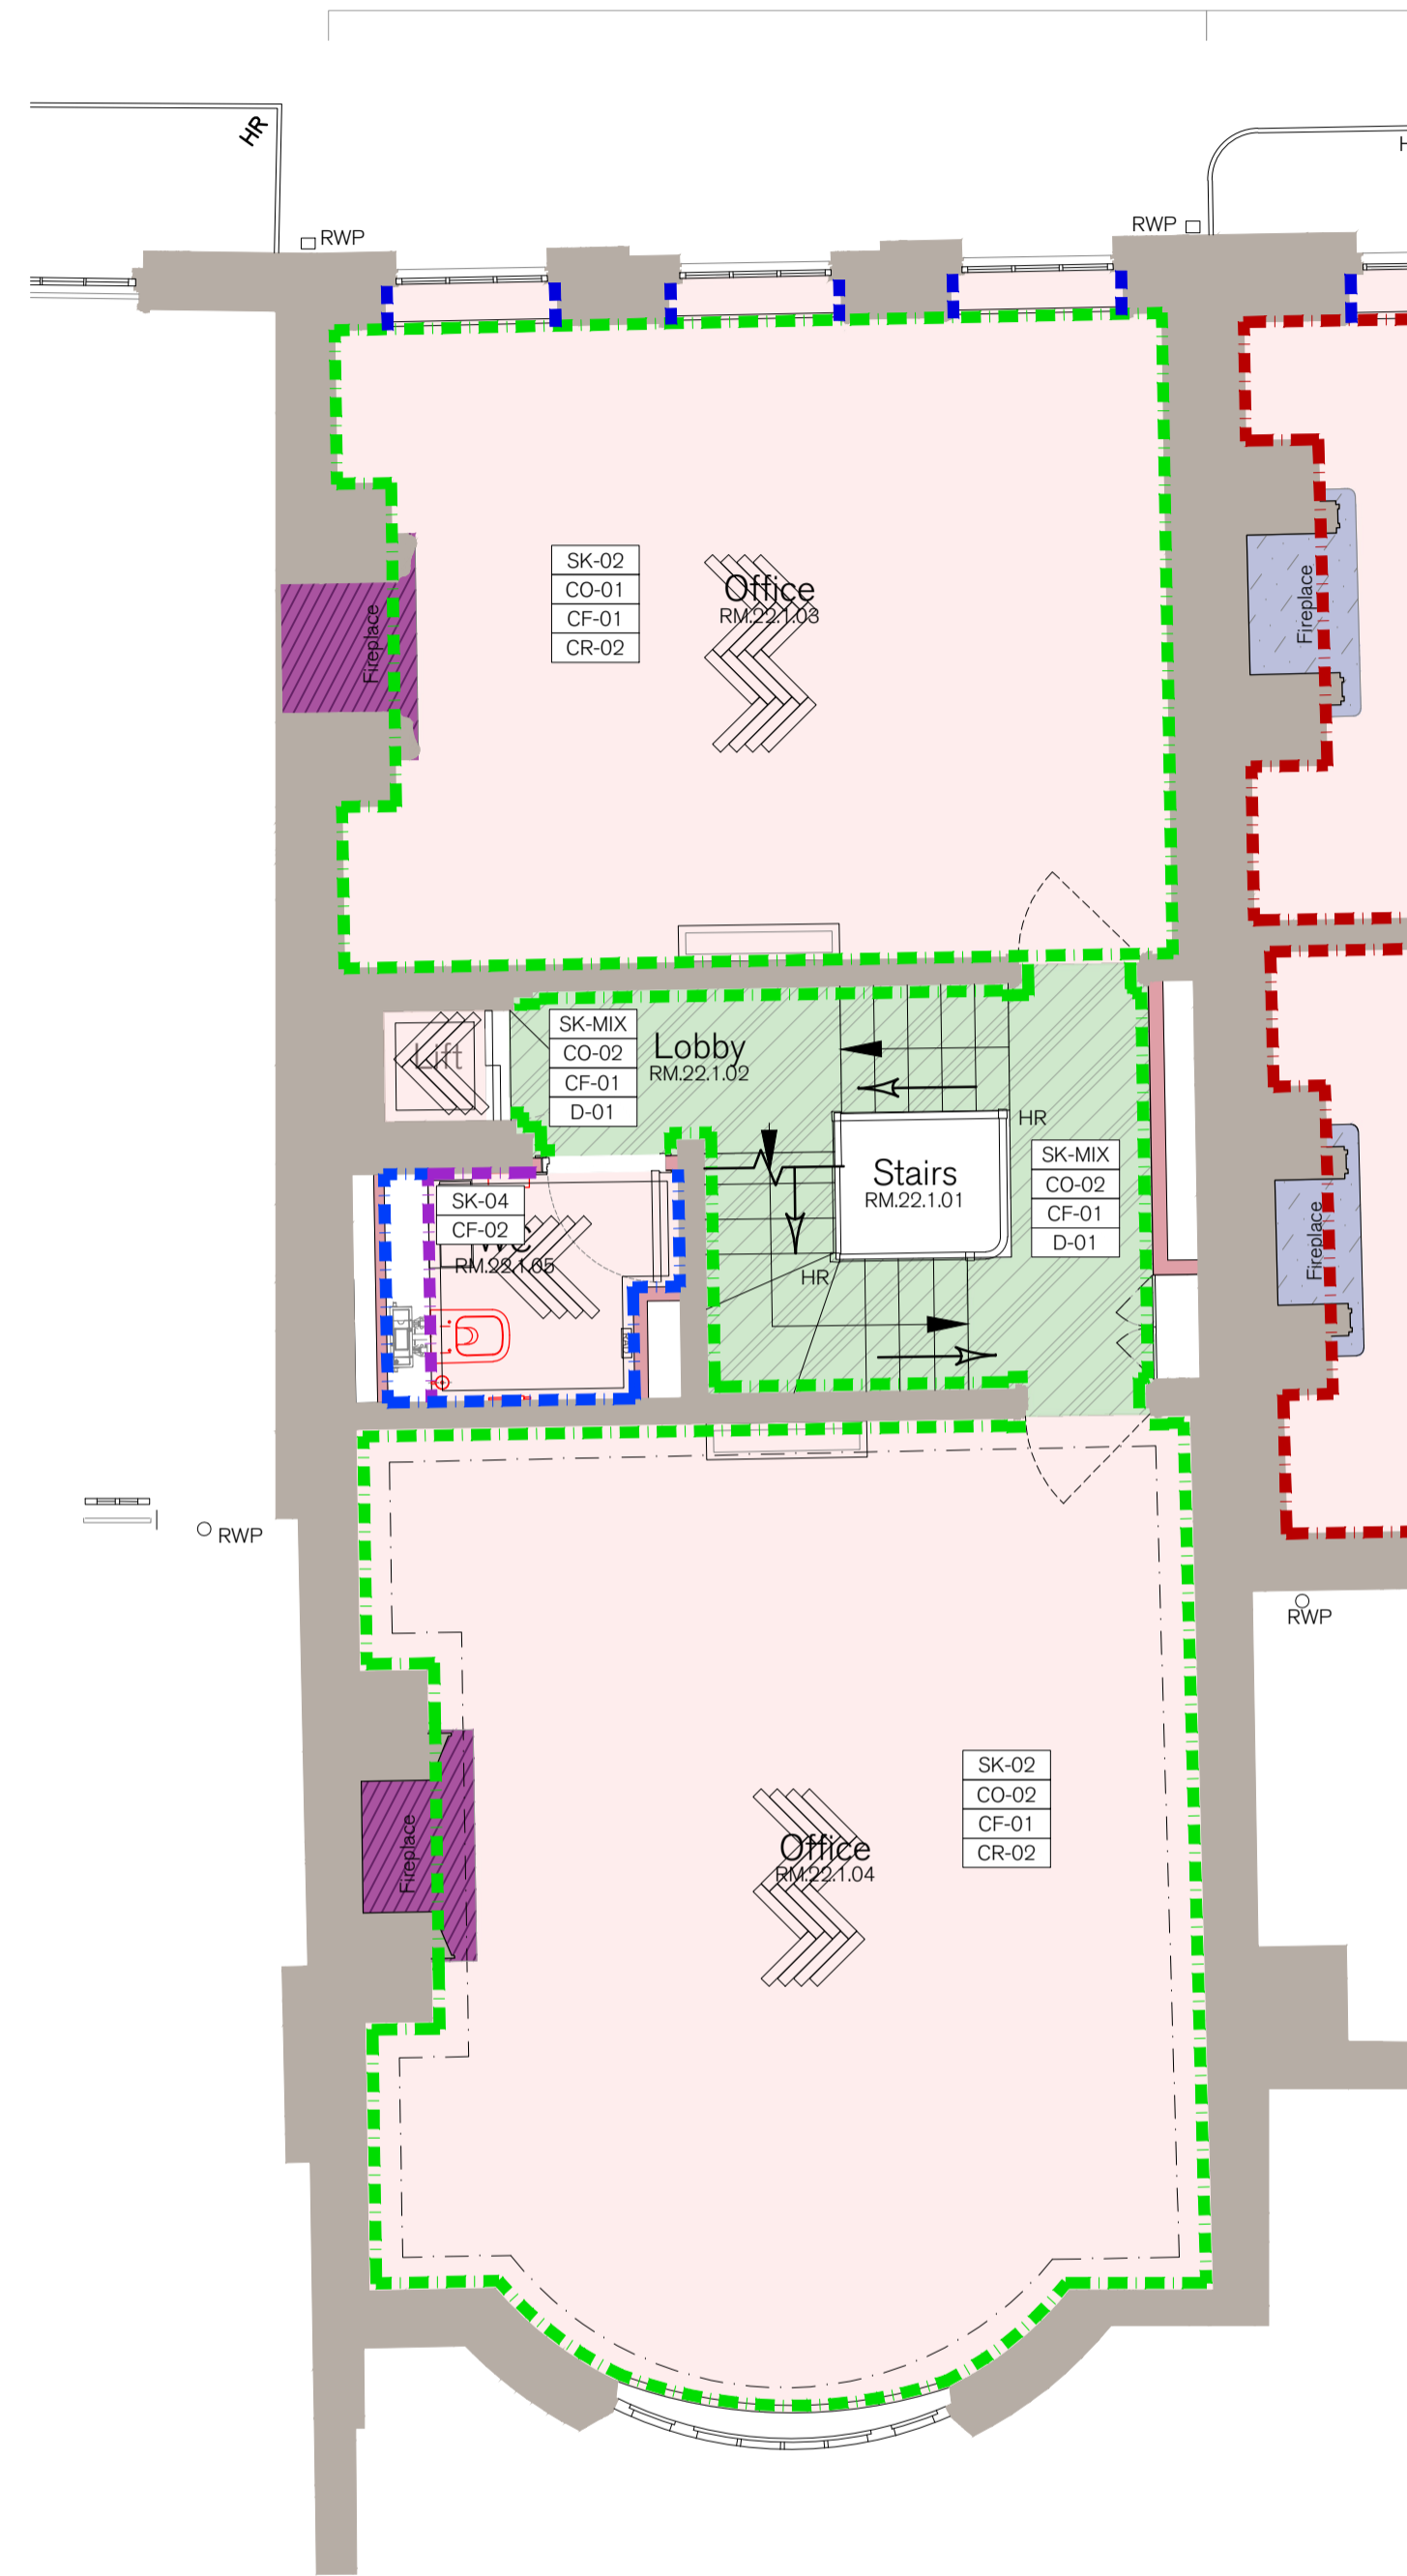 HR
H
RWP
RWP
SK-02
CO-01
CF-01
CR-02
Office
RM.22.1.03
Fireplace
Fireplace
Lift
SK-MIX
CO-02
CF-01
D-01
Lobby
RM.22.1.02
HR
Stairs
RM.22.1.01
SK-MIX
CO-02
CF-01
D-01
HR
SK-04
CF-02
WC
RM.22.1.05
Fireplace
RWP
RWP
SK-02
CO-02
CF-01
CR-02
Office
RM.22.1.04
Fireplace